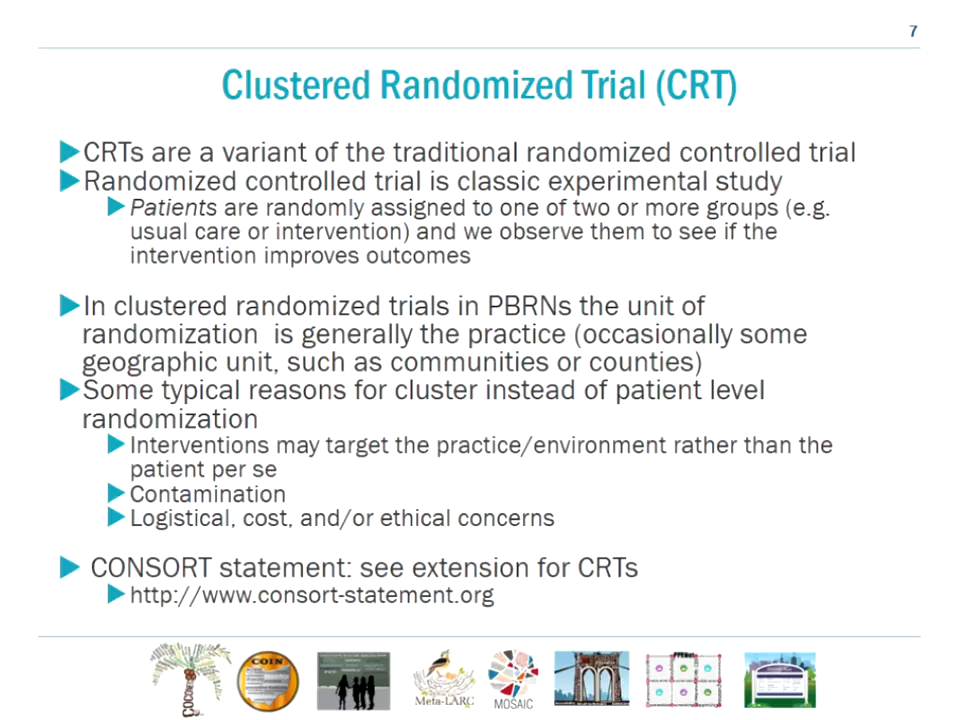 7
Clustered Randomized Trial (CRT)
CRTs are a variant of the traditional randomized controlled trial
Randomized controlled trial is classic experimental study
Patients are randomly assigned to one of two or more groups (e.g.
usual care or intervention) and we observe them to see if the
intervention improves outcomes
In clustered randomized trials in PBRNs the unit of
randomization is generally the practice (occasionally some
geographic unit, such as communities or counties)
Some typical reasons for cluster instead of patient level
randomization
Interventions may target the practice/environment rather than the
patient per se
Contamination
Logistical, cost, and/or ethical concerns
CONSORT statement: see extension for CRTs
http://www.consort-statement.org
COIN
Meta-LARC
MOSAIC